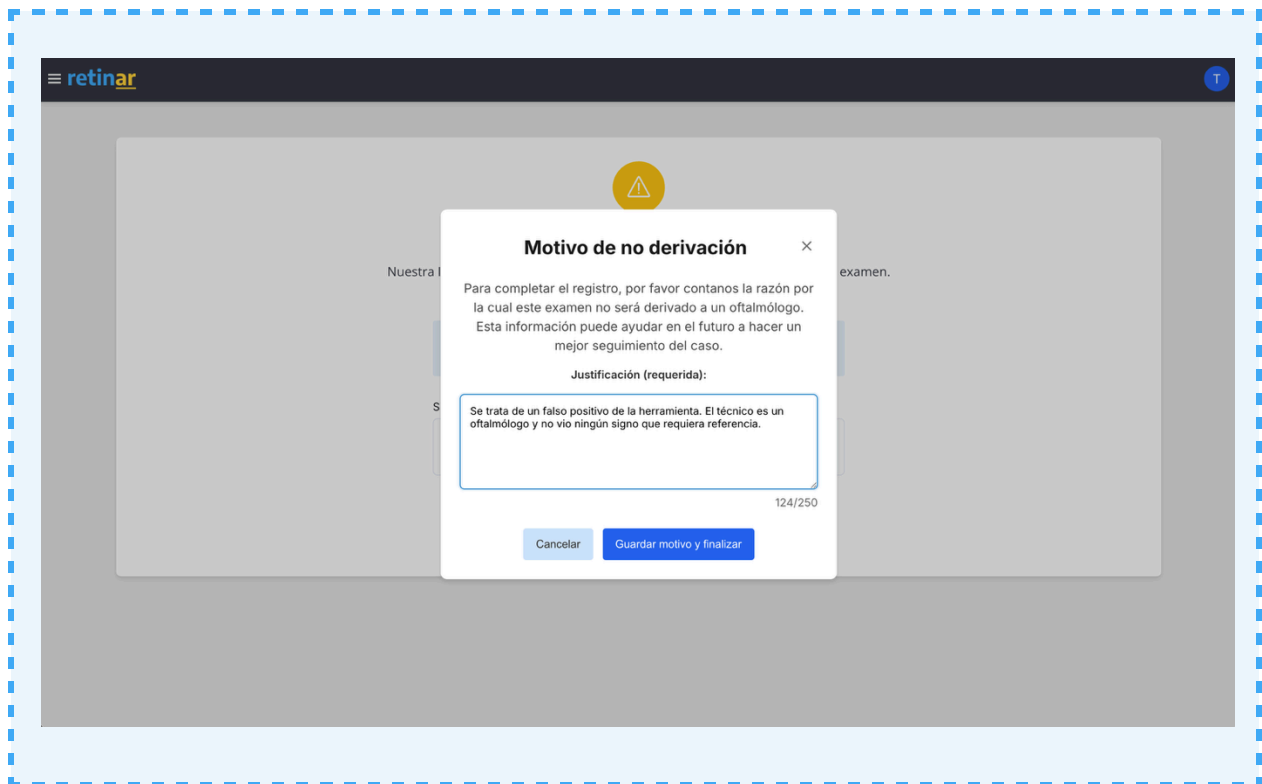 retinar
T
Motivo de no derivación
Nuestra
examen.
Para completar el registro, por favor contanos la razón por
la cual este examen no será derivado a un oftalmólogo.
Esta información puede ayudar en el futuro a hacer un
mejor seguimiento del caso.
Justificación (requerida):
S
Se trata de un falso positivo de la herramienta. El técnico es un
oftalmólogo y no vio ningún signo que requiera referencia.
124/250
Cancelar
Guardar motivo y finalizar